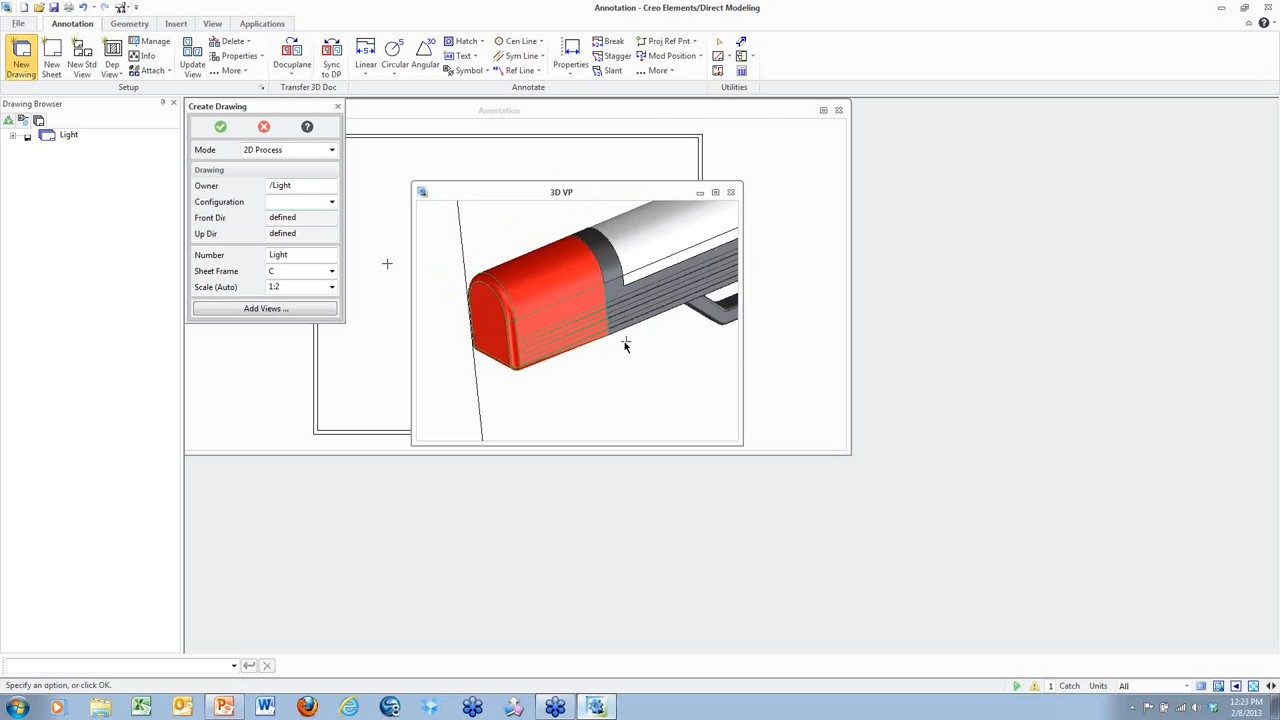 Annotation - Creo Elements/Direct Modeling
File Annotation Geometry Insert View Applications
New Drawing
New Sheet
New Std View
Dep View
Manage
Info
Attach
Update View
Delete
Properties
More
Setup
Docuplane
Sync to DP
Transfer 3D Doc
Linear
Circular
Angular
Hatch
Text
Symbol
Cen Line
Sym Line
Ref Line
Properties
Break
Stagger
Slant
Proj Ref Pnt
Mod Position
More
Annotate
Utilities
Drawing Browser
Light
Annotation
Create Drawing
Mode 2D Process
Drawing
Owner /Light
Configuration
Front Dir defined
Up Dir defined
Number Light
Sheet Frame C
Scale (Auto) 1:2
Add Views ...
3D VP
Specify an option, or click OK.
1 Catch Units All
12:23 PM
2/8/2013